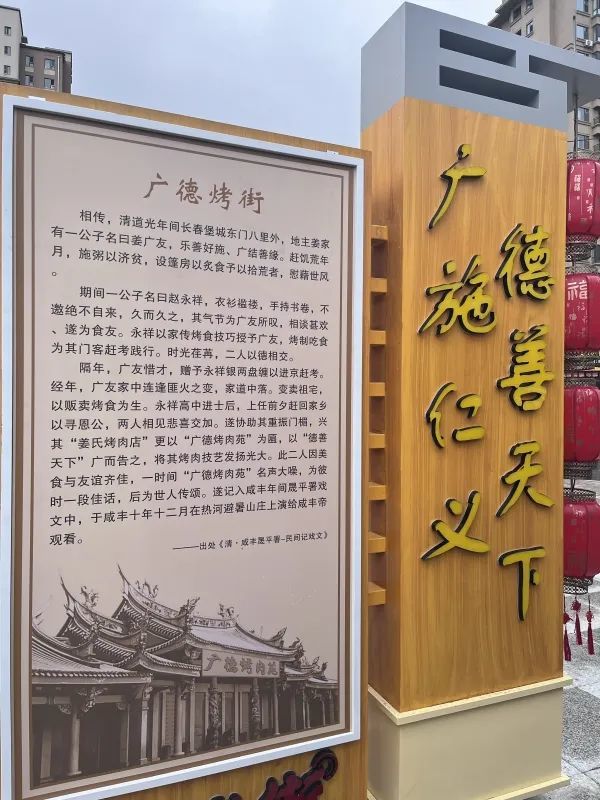 广德烤街
相传，清道光年间长春堡城东门八里外，地主姜家
有一公子名曰姜广友，乐善好施、广结善缘。赶饥荒年
月，施粥以济贫，设篷房以炙食予以拾荒者，慰藉世风
。
期间一公子名曰赵永祥，衣衫褴褛，手持书卷，不
邀绝不自来，久而久之，其气节为广友所叹，相谈甚欢
、遂为食友。永祥以家传烤食技巧授予广友，烤制吃食
为其门客赶考践行。时光荏苒，二人以德相交。
隔年，广友惜才，赠予永祥银两盘缠以进京赶考。
经年，广友家中连逢匪火之变，家道中落。变卖祖宅，
以贩卖烤食为生。永祥高中进士后，上任前夕赶回家乡
以寻恩公，两人相见悲喜交加。遂协助其重振门楣，兴
其“姜氏烤肉店”更以“广德烤肉苑”为匾，以“德善
天下”广而告之，将其烤肉技艺发扬光大。此二人因美
食与友谊齐佳，一时间“广德烤肉苑”名声大噪，为彼
时一段佳话，后为世人传颂。遂记入咸丰年间晟平署戏
文中，于咸丰十年十二月在热河避暑山庄上演给咸丰帝
观看。
———出处《清·咸丰晟平署-民间记戏文》
广德烤肉苑
广施仁义
德善天下
福